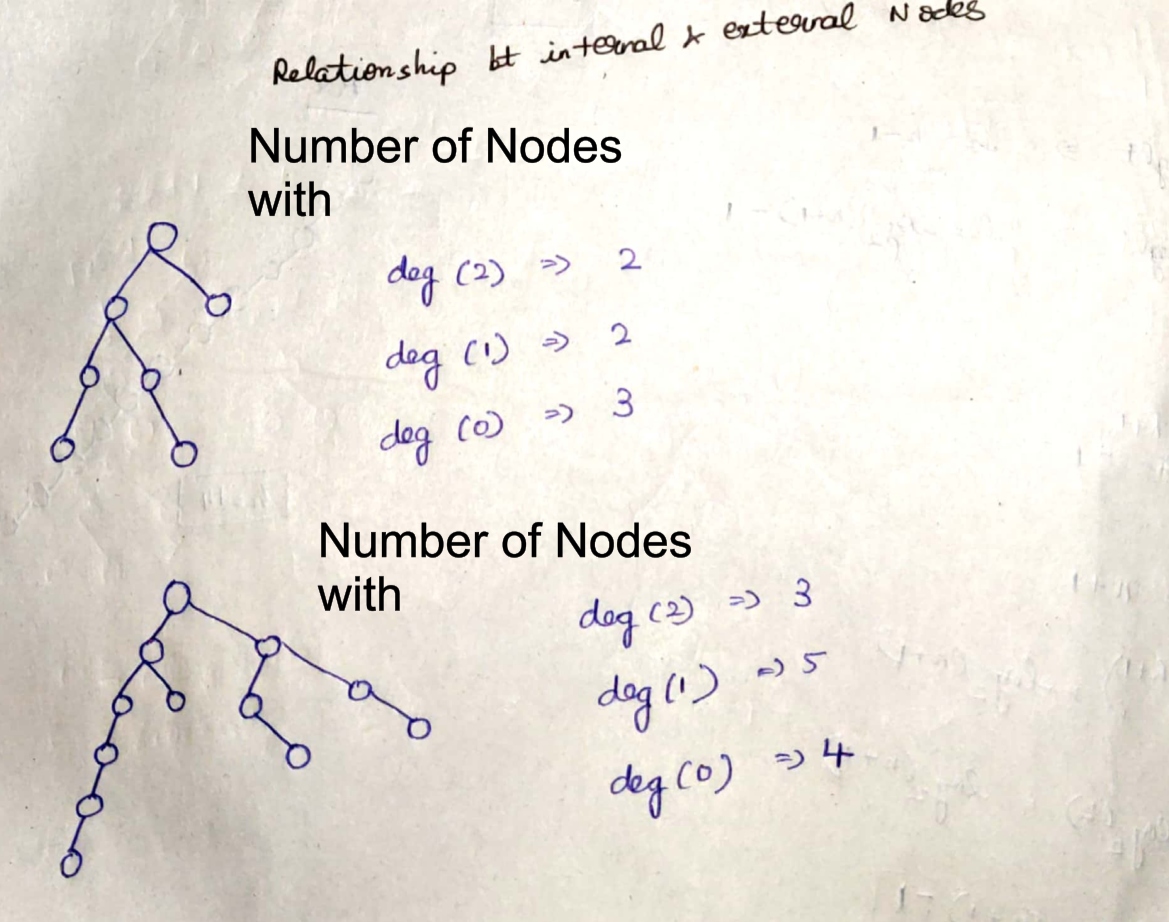 Relationship bt internal & external Nodes
Number of Nodes
with
deg (2) => 2
deg (1) => 2
deg (0) => 3
Number of Nodes
with
deg (2) => 3
deg (1) => 5
deg (0) => 4